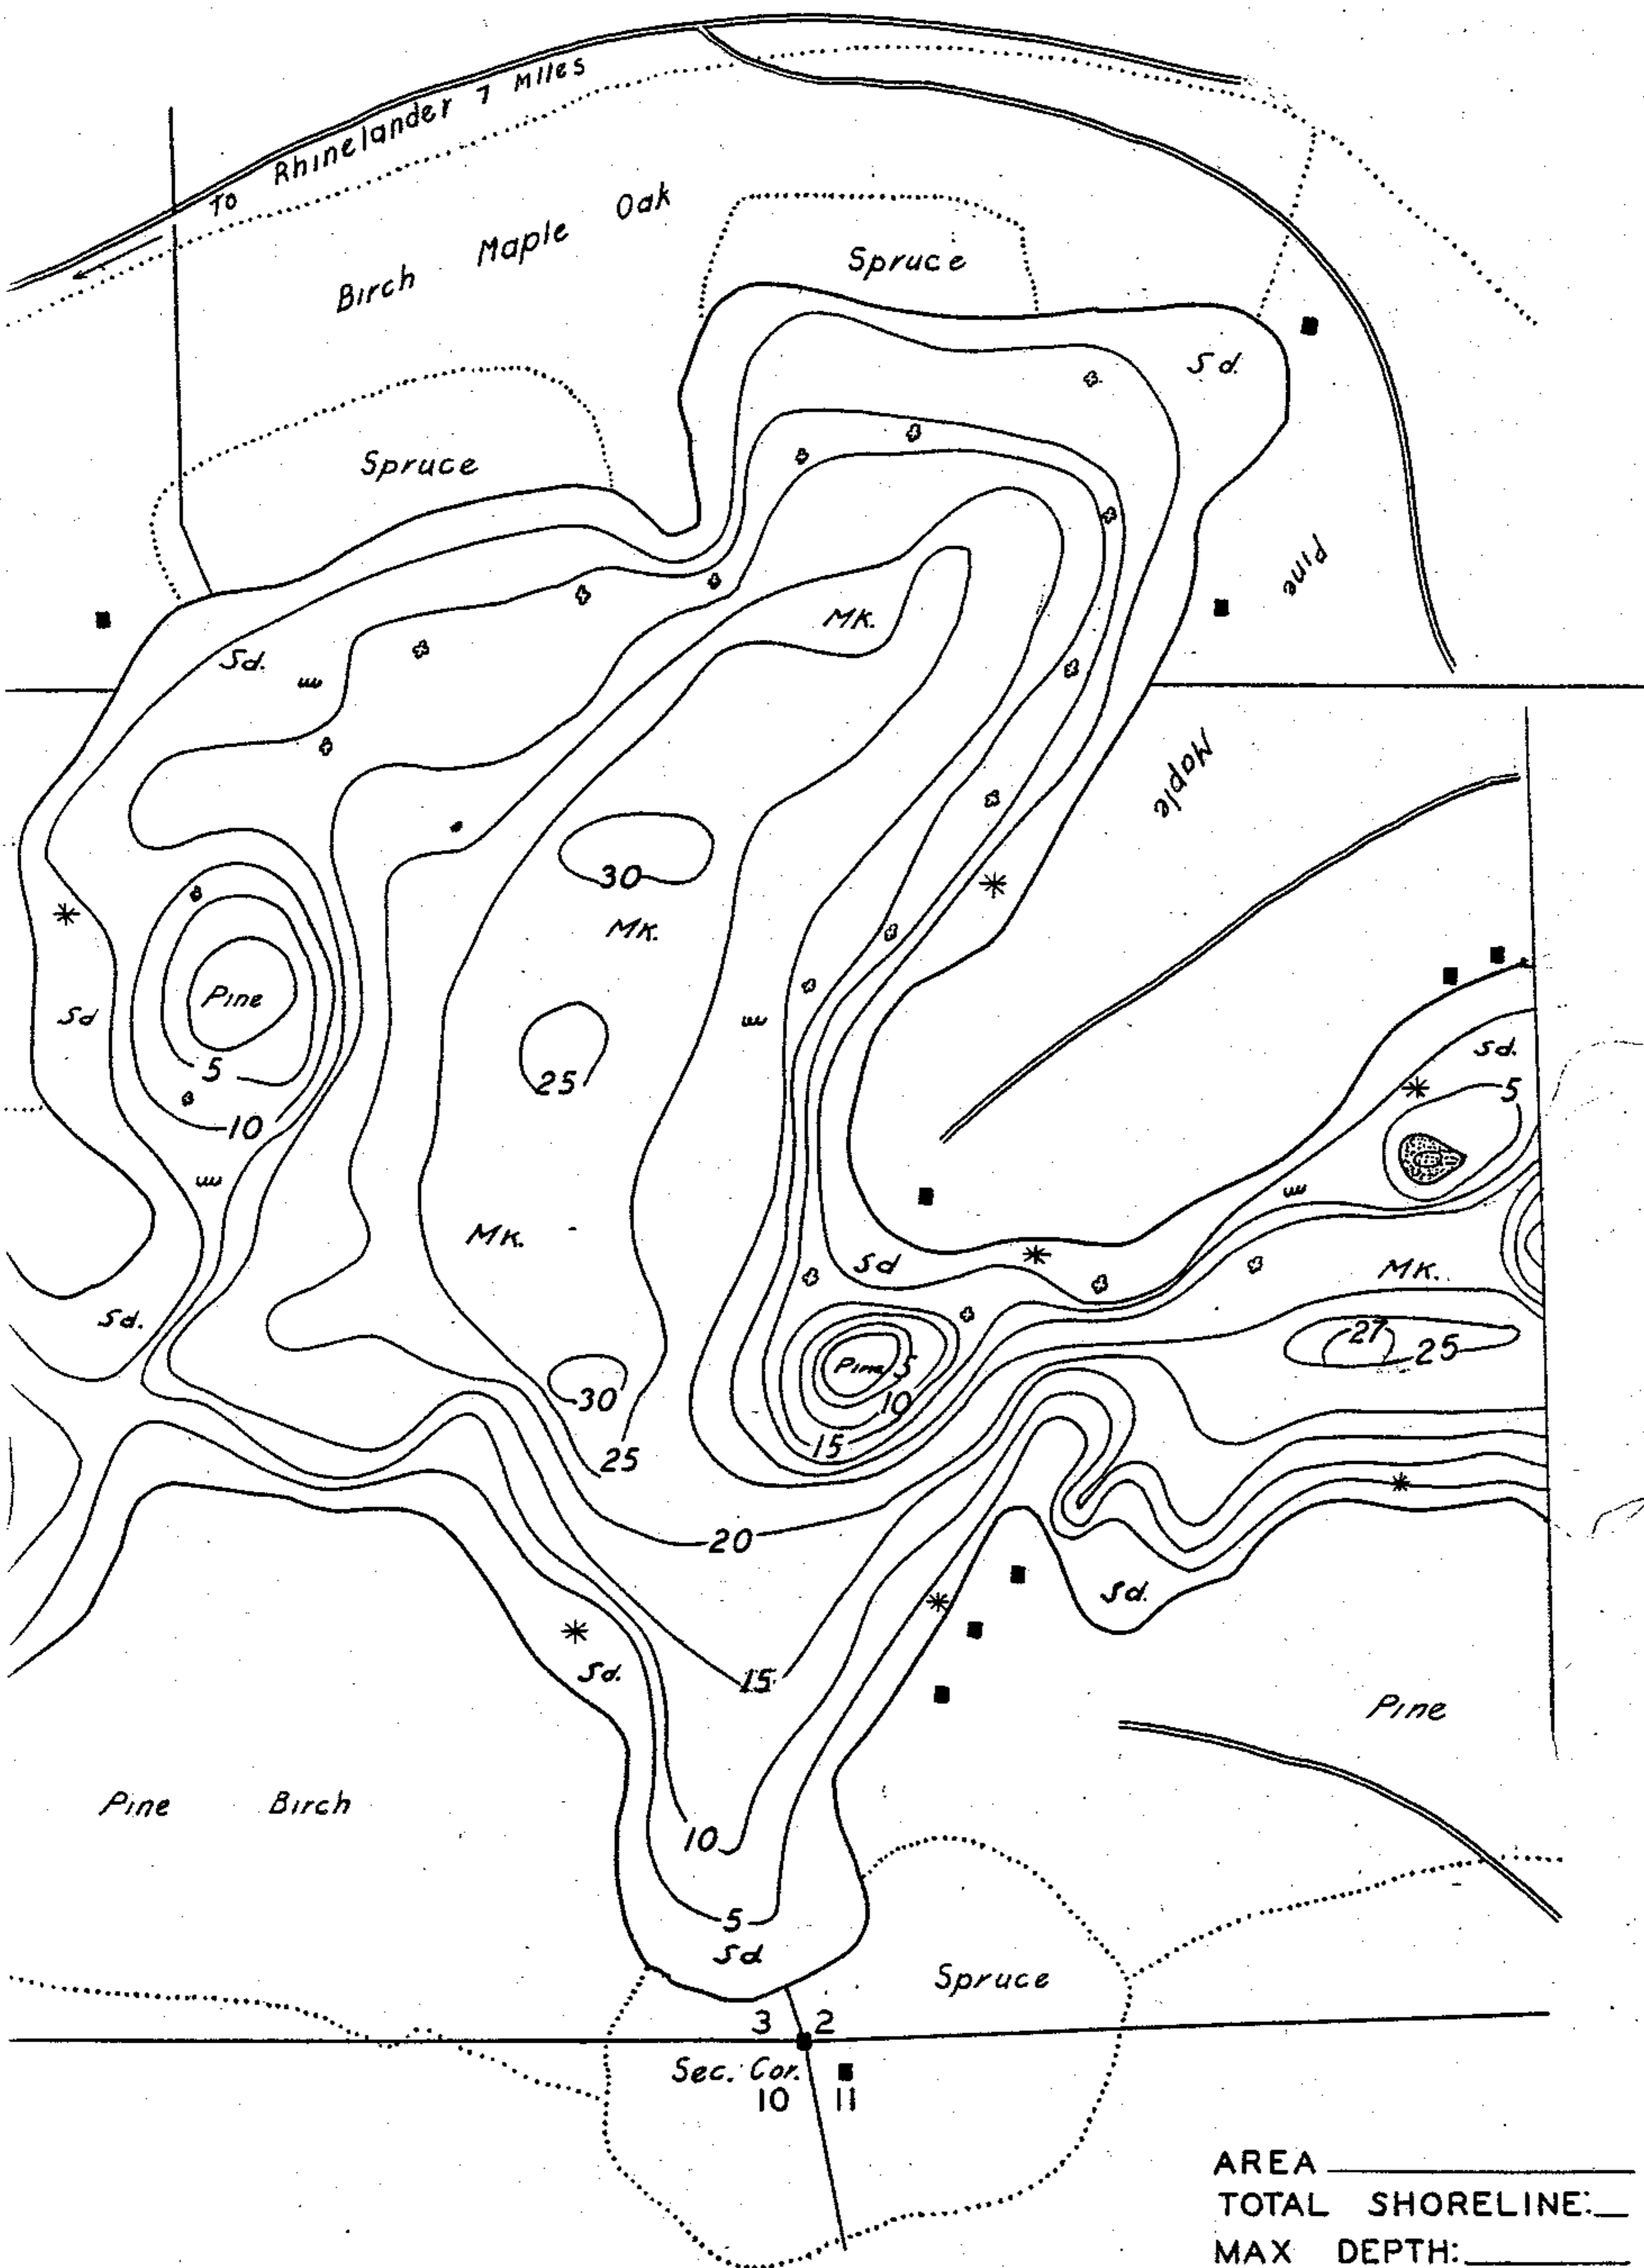 To Rhinelander 7 Miles
Birch Maple Oak
Spruce
Sd.
Spruce
Pine
Mk.
Sd.
Maple
30
Mk.
Pine
Sd
5
25
10
Sd.
5
Mk.
Sd
Mk.
Sd.
27
25
Pine 5
30
10
15
25
20
Sd.
Sd.
15
Pine
Pine Birch
10
5
Sd
Spruce
3 2
Sec. Cor.
10 11
AREA
TOTAL SHORELINE:
MAX DEPTH: